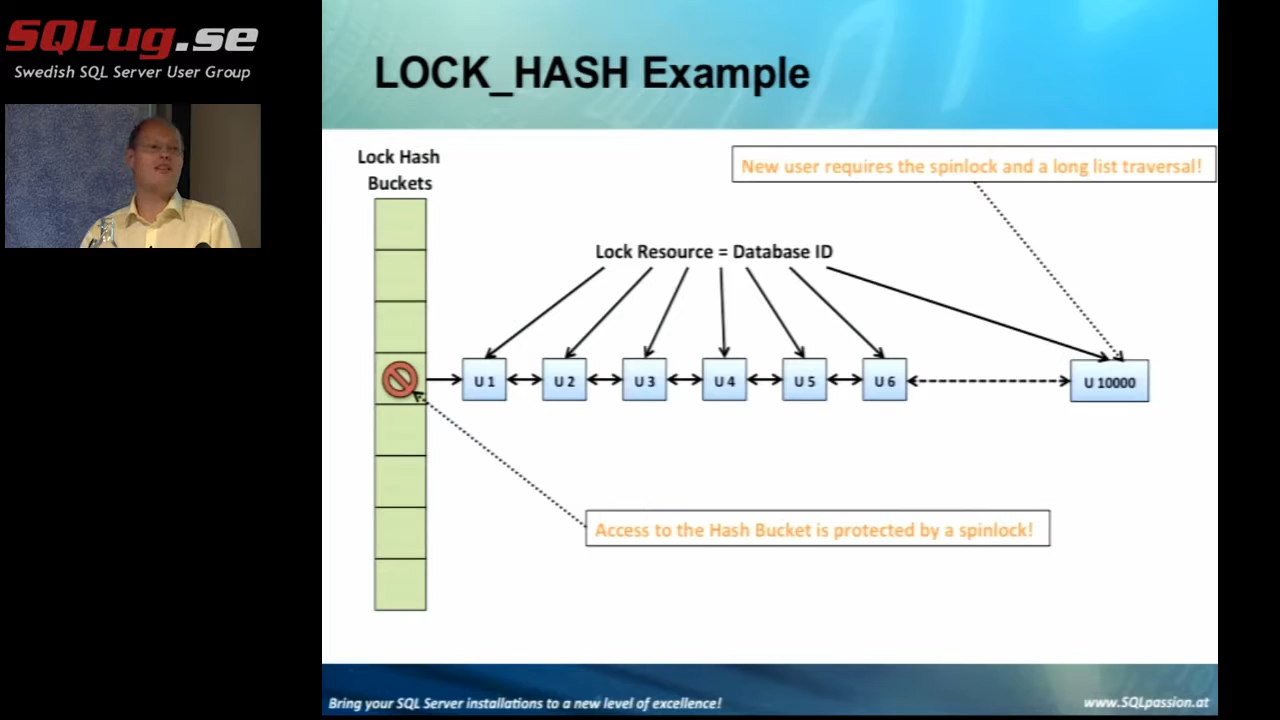 SQLug.se
Swedish SQL Server User Group
LOCK_HASH Example
Lock Hash
Buckets
New user requires the spinlock and a long list traversal!
Lock Resource = Database ID
U 1
U 2
U 3
U 4
U 5
U 6
U 10000
Access to the Hash Bucket is protected by a spinlock!
Bring your SQL Server installations to a new level of excellence!
www.SQLpassion.at